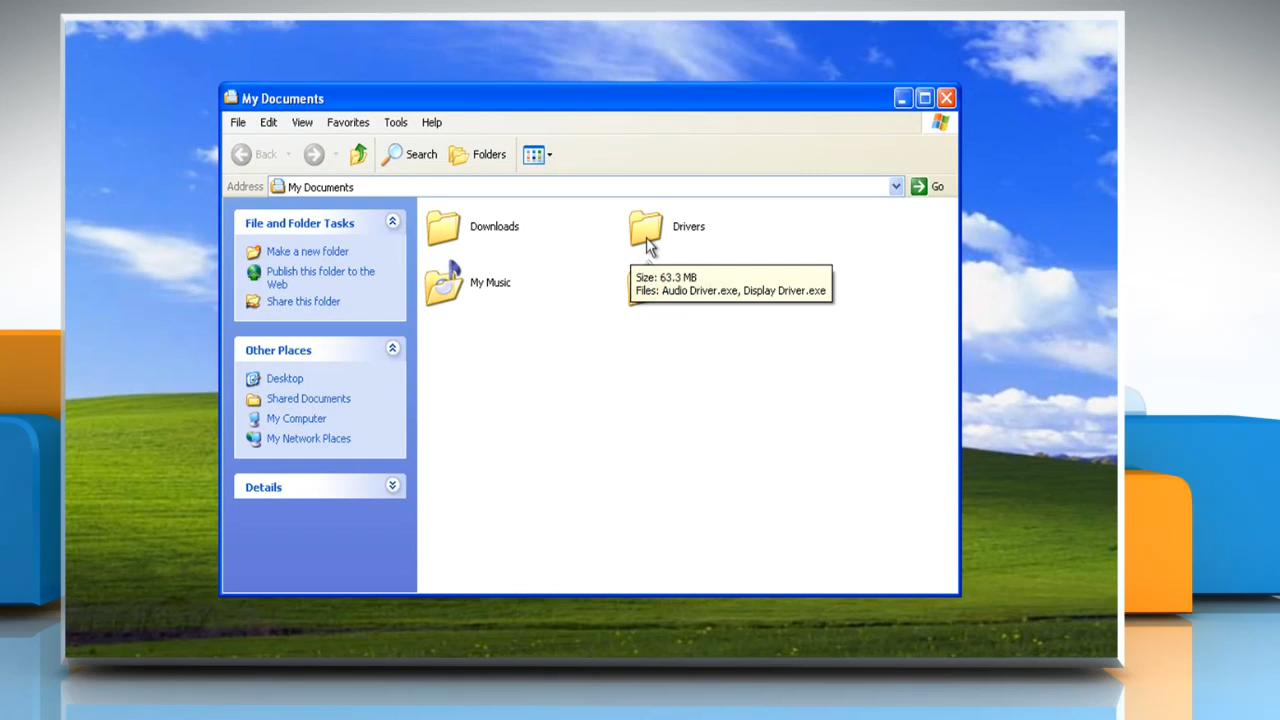 My Documents
File Edit View Favorites Tools Help
Back Search Folders
Address My Documents Go
File and Folder Tasks
Make a new folder
Publish this folder to the
Web
Share this folder
Other Places
Desktop
Shared Documents
My Computer
My Network Places
Details
Downloads
Drivers
My Music
Size: 63.3 MB
Files: Audio Driver.exe, Display Driver.exe